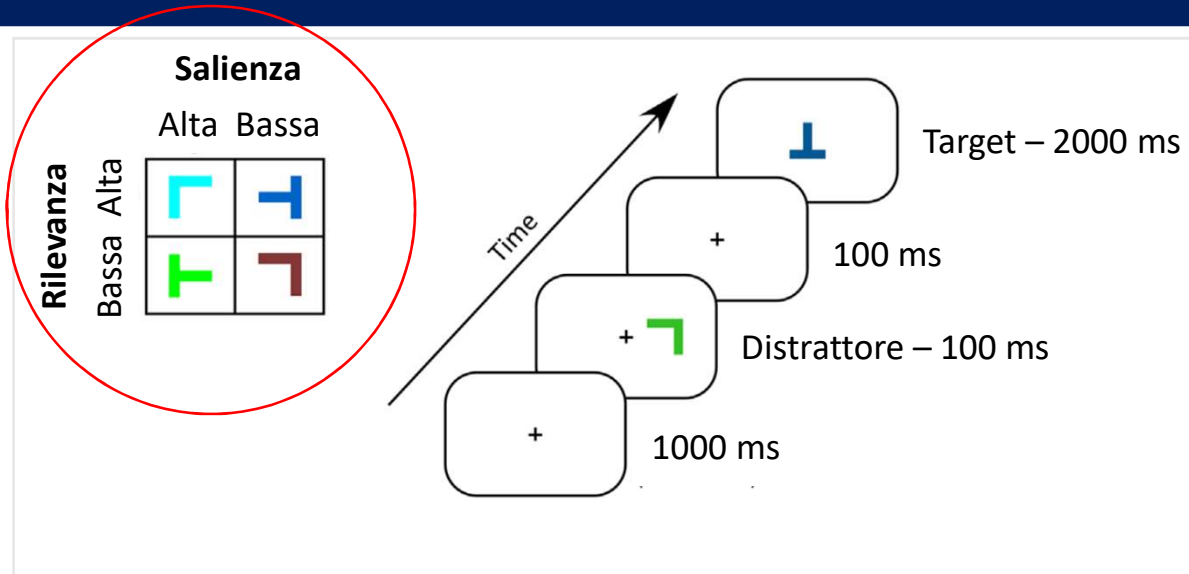 Salienza
Alta Bassa
Rilevanza
Bassa Alta
Time
Target – 2000 ms
100 ms
Distrattore – 100 ms
1000 ms